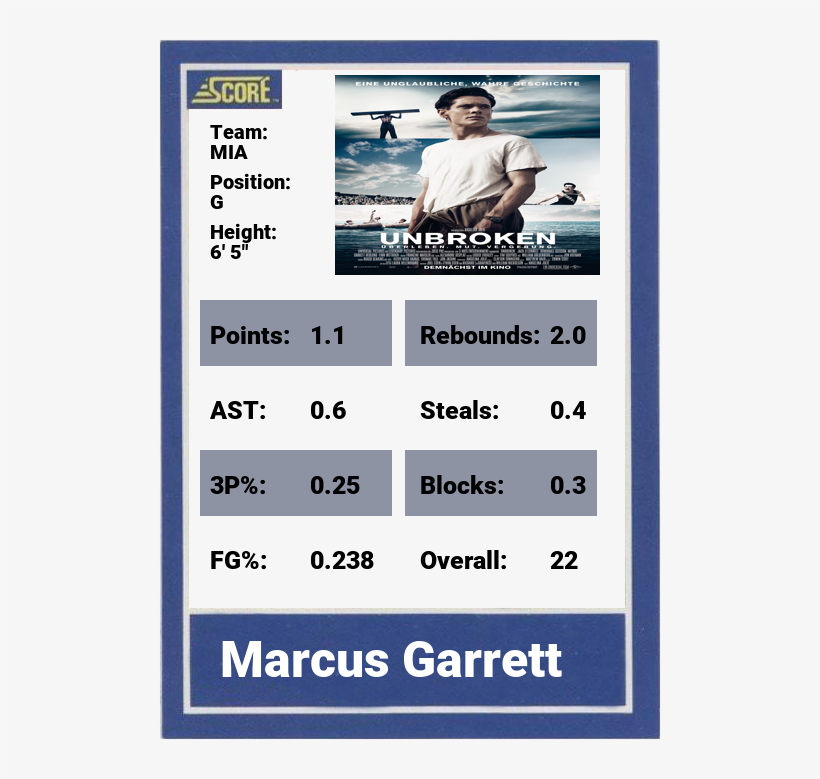 SCORE
TM
Team:
MIA
Position:
G
Height:
6' 5"
EINE UNGLAUBLICHE, WAHRE GESCHICHTE
UNBROKEN
ÜBERLEBEN. MUT. VERGEBUNG.
DEMNÄCHST IM KINO
Points: 1.1 Rebounds: 2.0
AST: 0.6 Steals: 0.4
3P%: 0.25 Blocks: 0.3
FG%: 0.238 Overall: 22
Marcus Garrett